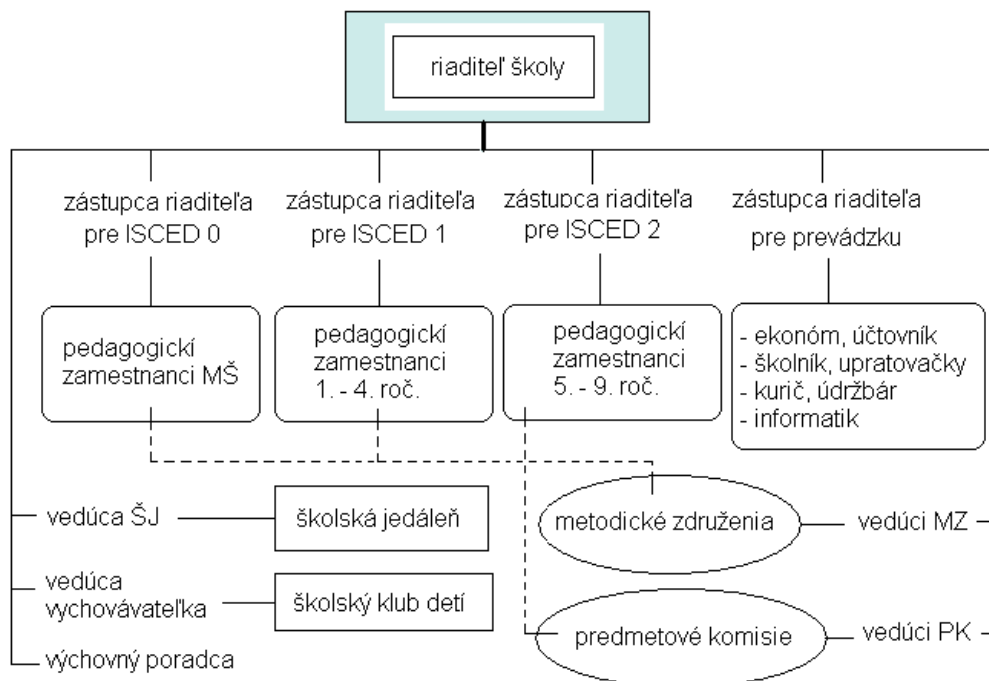 riaditeľ školy
zástupca riaditeľa
pre ISCED 0
zástupca riaditeľa
pre ISCED 1
zástupca riaditeľa
pre ISCED 2
zástupca riaditeľa
pre prevádzku
pedagogickí
zamestnanci MŠ
pedagogickí
zamestnanci
1. - 4. roč.
pedagogickí
zamestnanci
5. - 9. roč.
- ekonóm, účtovník
- školník, upratovačky
- kurič, údržbár
- informatik
vedúca ŠJ
školská jedáleň
metodické združenia
vedúci MZ
vedúca
vychovávateľka
školský klub detí
predmetové komisie
vedúci PK
výchovný poradca